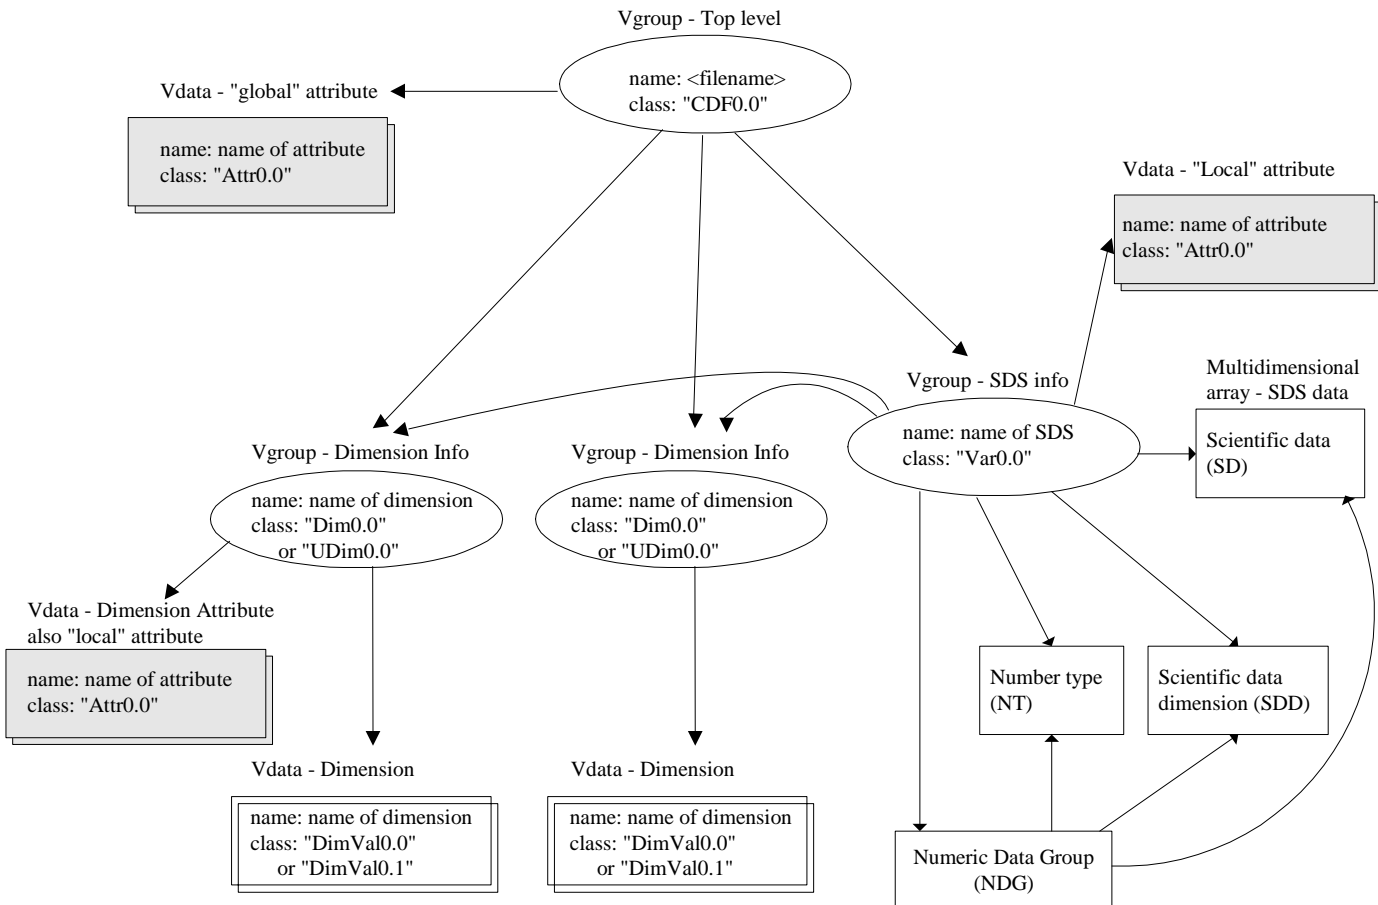 Vgroup - Top level
name: <filename>
class: "CDF0.0"
Vdata - "global" attribute
name: name of attribute
class: "Attr0.0"
Vdata - "Local" attribute
name: name of attribute
class: "Attr0.0"
Multidimensional
array - SDS data
Scientific data
(SD)
Vgroup - SDS info
name: name of SDS
class: "Var0.0"
Vgroup - Dimension Info
name: name of dimension
class: "Dim0.0"
or "UDim0.0"
Vgroup - Dimension Info
name: name of dimension
class: "Dim0.0"
or "UDim0.0"
Vdata - Dimension Attribute
also "local" attribute
name: name of attribute
class: "Attr0.0"
Number type
(NT)
Scientific data
dimension (SDD)
Vdata - Dimension
name: name of dimension
class: "DimVal0.0"
or "DimVal0.1"
Vdata - Dimension
name: name of dimension
class: "DimVal0.0"
or "DimVal0.1"
Numeric Data Group
(NDG)